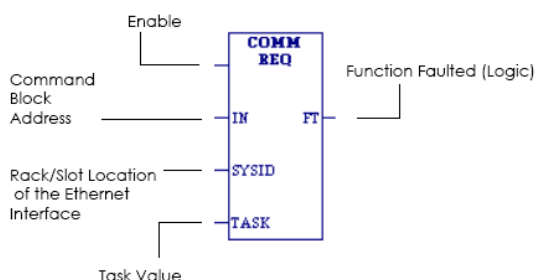 Enable
COMM
REQ
Function Faulted (Logic)
Command
Block
Address
IN
FT
Rack/Slot Location
of the Ethernet
Interface
SYSID
TASK
Task Value